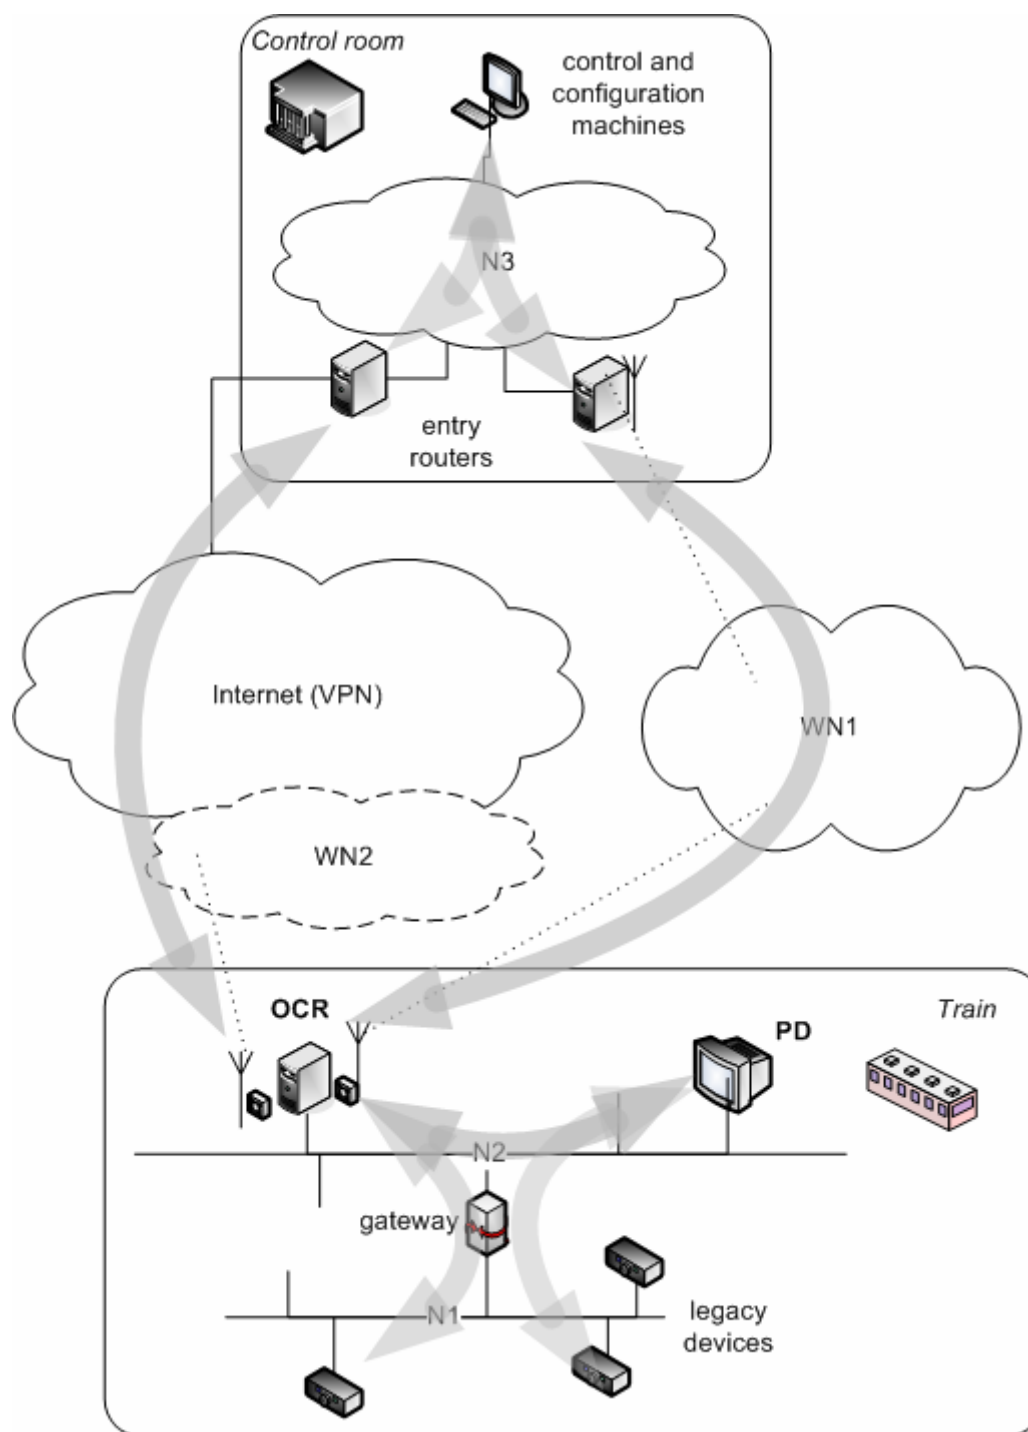 Control room
control and
configuration
machines
N3
entry
routers
Internet (VPN)
WN1
WN2
OCR
PD
Train
N2
gateway
N1
legacy
devices